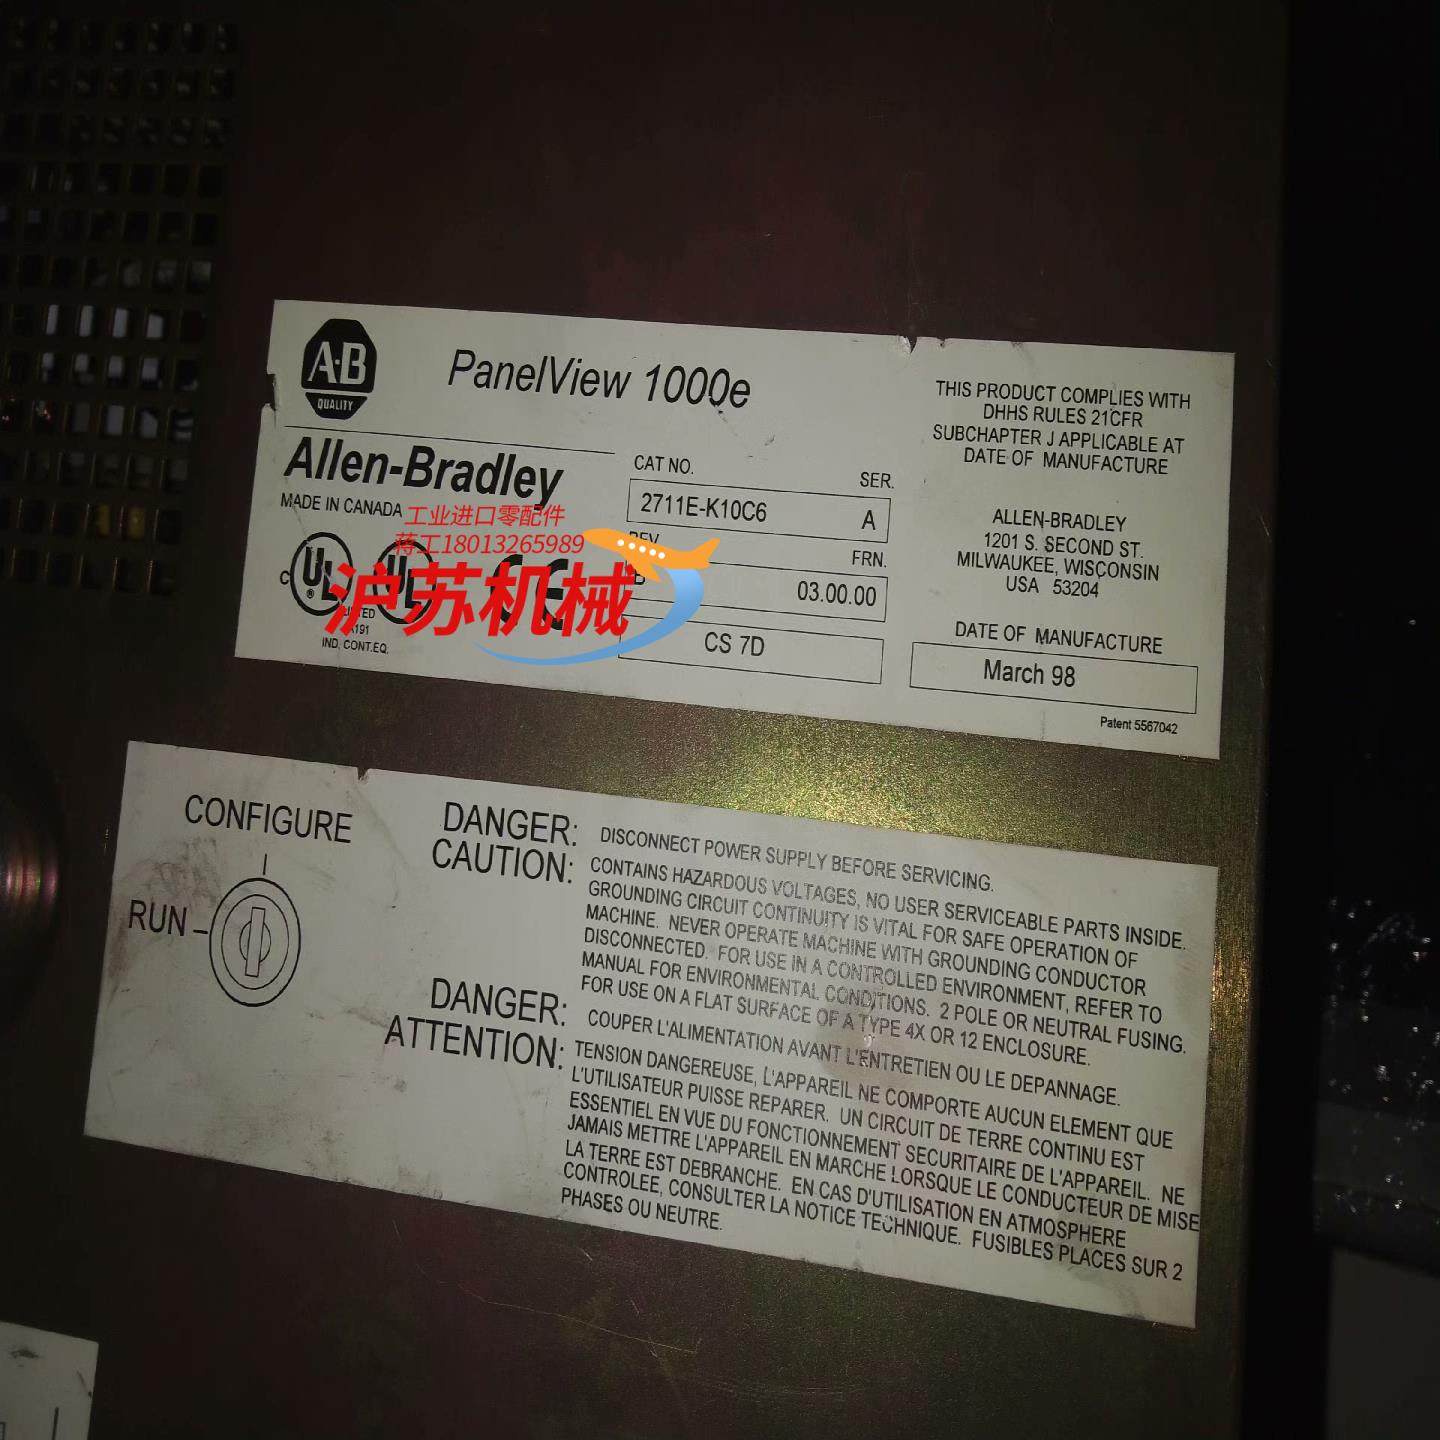 A·B
QUALITY
PanelView 1000e
Allen-Bradley
MADE IN CANADA
工业进口零配件
蒋工18013265989
沪苏机械
C UL ® UL CE
IND. CONT.EQ.
CAT NO. SER.
2711E-K10C6 A
REV. FRN.
B 03.00.00
CS 7D
THIS PRODUCT COMPLIES WITH
DHHS RULES 21CFR
SUBCHAPTER J APPLICABLE AT
DATE OF MANUFACTURE
ALLEN-BRADLEY
1201 S. SECOND ST.
MILWAUKEE, WISCONSIN
USA 53204
DATE OF MANUFACTURE
March 98
Patent 5567042
CONFIGURE
RUN
DANGER: DISCONNECT POWER SUPPLY BEFORE SERVICING.
CAUTION: CONTAINS HAZARDOUS VOLTAGES, NO USER SERVICEABLE PARTS INSIDE.
GROUNDING CIRCUIT CONTINUITY IS VITAL FOR SAFE OPERATION OF
MACHINE. NEVER OPERATE MACHINE WITH GROUNDING CONDUCTOR
DISCONNECTED. FOR USE IN A CONTROLLED ENVIRONMENT, REFER TO
MANUAL FOR ENVIRONMENTAL CONDITIONS. 2 POLE OR NEUTRAL FUSING.
FOR USE ON A FLAT SURFACE OF A TYPE 4X OR 12 ENCLOSURE.
DANGER: COUPER L'ALIMENTATION AVANT L'ENTRETIEN OU LE DEPANNAGE.
ATTENTION: TENSION DANGEREUSE, L'APPAREIL NE COMPORTE AUCUN ELEMENT QUE
L'UTILISATEUR PUISSE REPARER. UN CIRCUIT DE TERRE CONTINU EST
ESSENTIEL EN VUE DU FONCTIONNEMENT SECURITAIRE DE L'APPAREIL. NE
JAMAIS METTRE L'APPAREIL EN MARCHE LORSQUE LE CONDUCTEUR DE MISE
LA TERRE EST DEBRANCHE. EN CAS D'UTILISATION EN ATMOSPHERE
CONTROLEE, CONSULTER LA NOTICE TECHNIQUE. FUSIBLES PLACES SUR 2
PHASES OU NEUTRE.